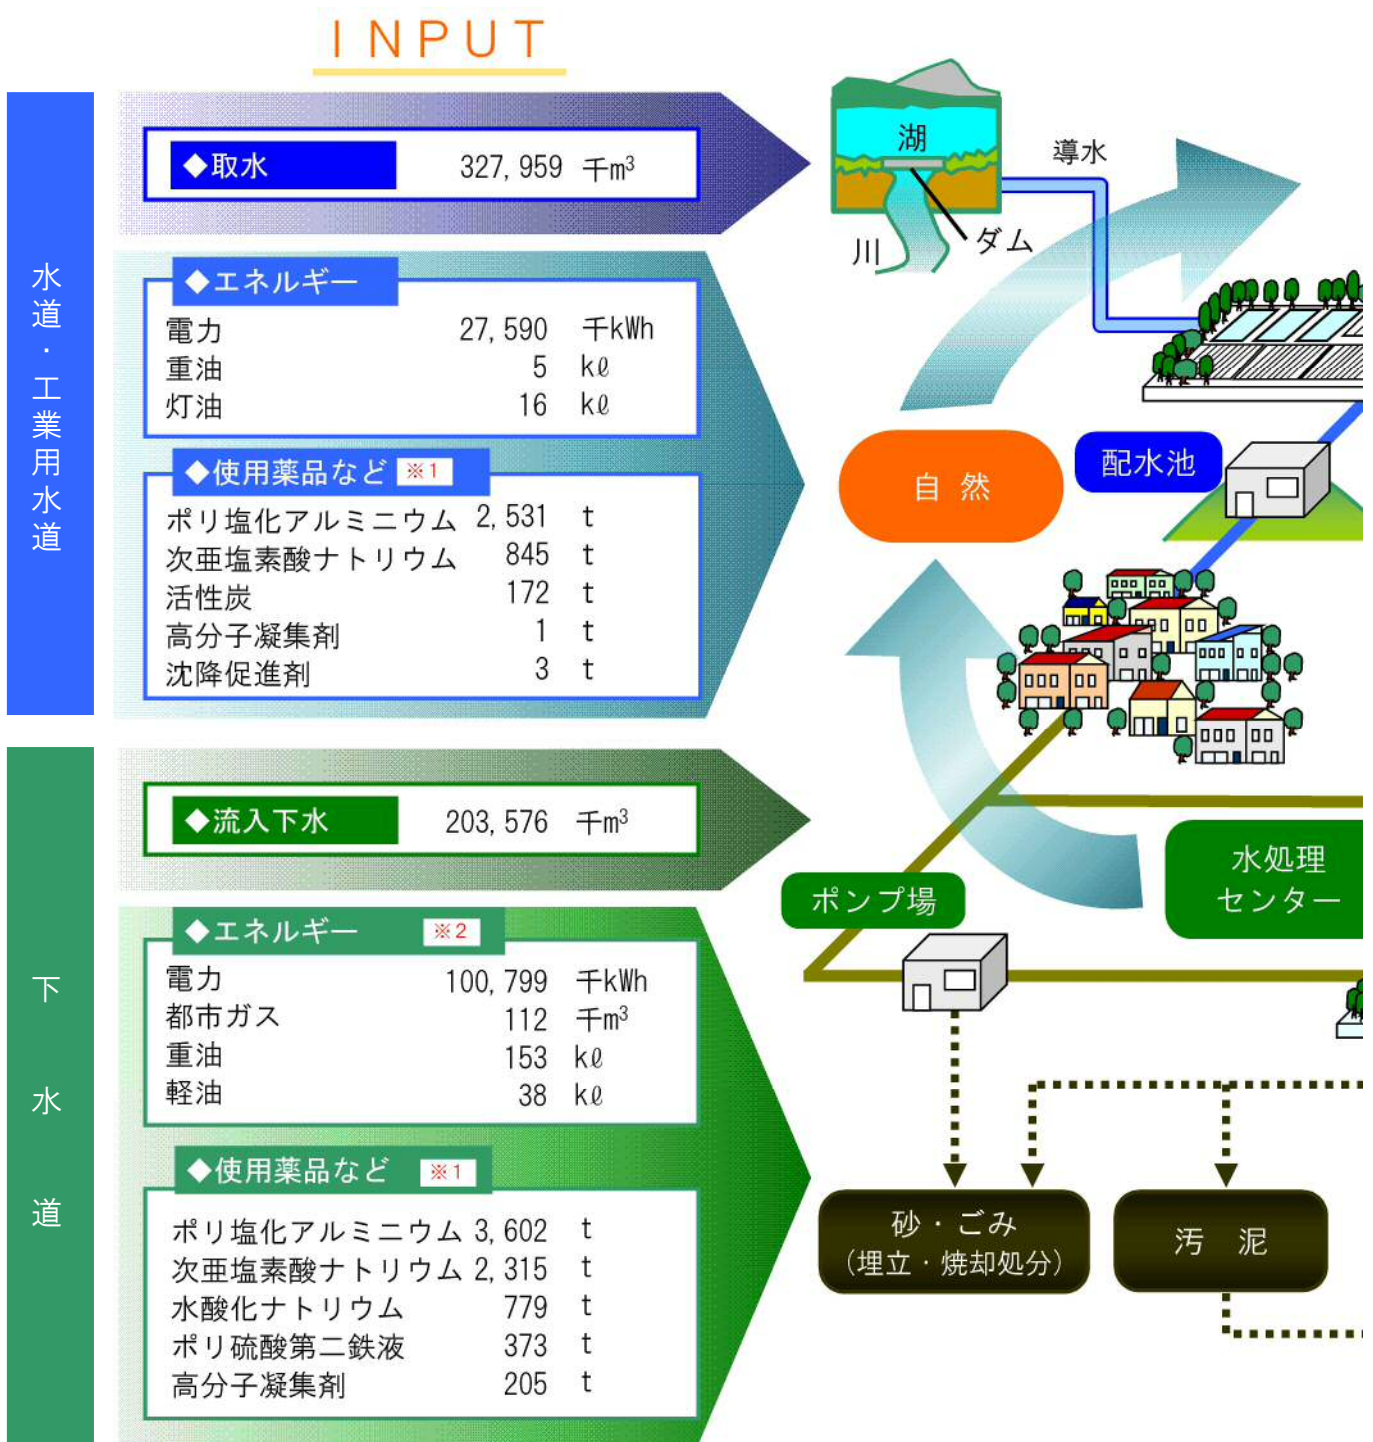 INPUT
水道・工業用水道
◆取水 327,959 千m³
◆エネルギー
電力 27,590 千kWh
重油 5 kℓ
灯油 16 kℓ
◆使用薬品など ※1
ポリ塩化アルミニウム 2,531 t
次亜塩素酸ナトリウム 845 t
活性炭 172 t
高分子凝集剤 1 t
沈降促進剤 3 t
湖
導水
川
ダム
自然
配水池
下水道
◆流入下水 203,576 千m³
◆エネルギー ※2
電力 100,799 千kWh
都市ガス 112 千m³
重油 153 kℓ
軽油 38 kℓ
◆使用薬品など ※1
ポリ塩化アルミニウム 3,602 t
次亜塩素酸ナトリウム 2,315 t
水酸化ナトリウム 779 t
ポリ硫酸第二鉄液 373 t
高分子凝集剤 205 t
水処理
センター
ポンプ場
砂・ごみ
(埋立・焼却処分)
汚泥